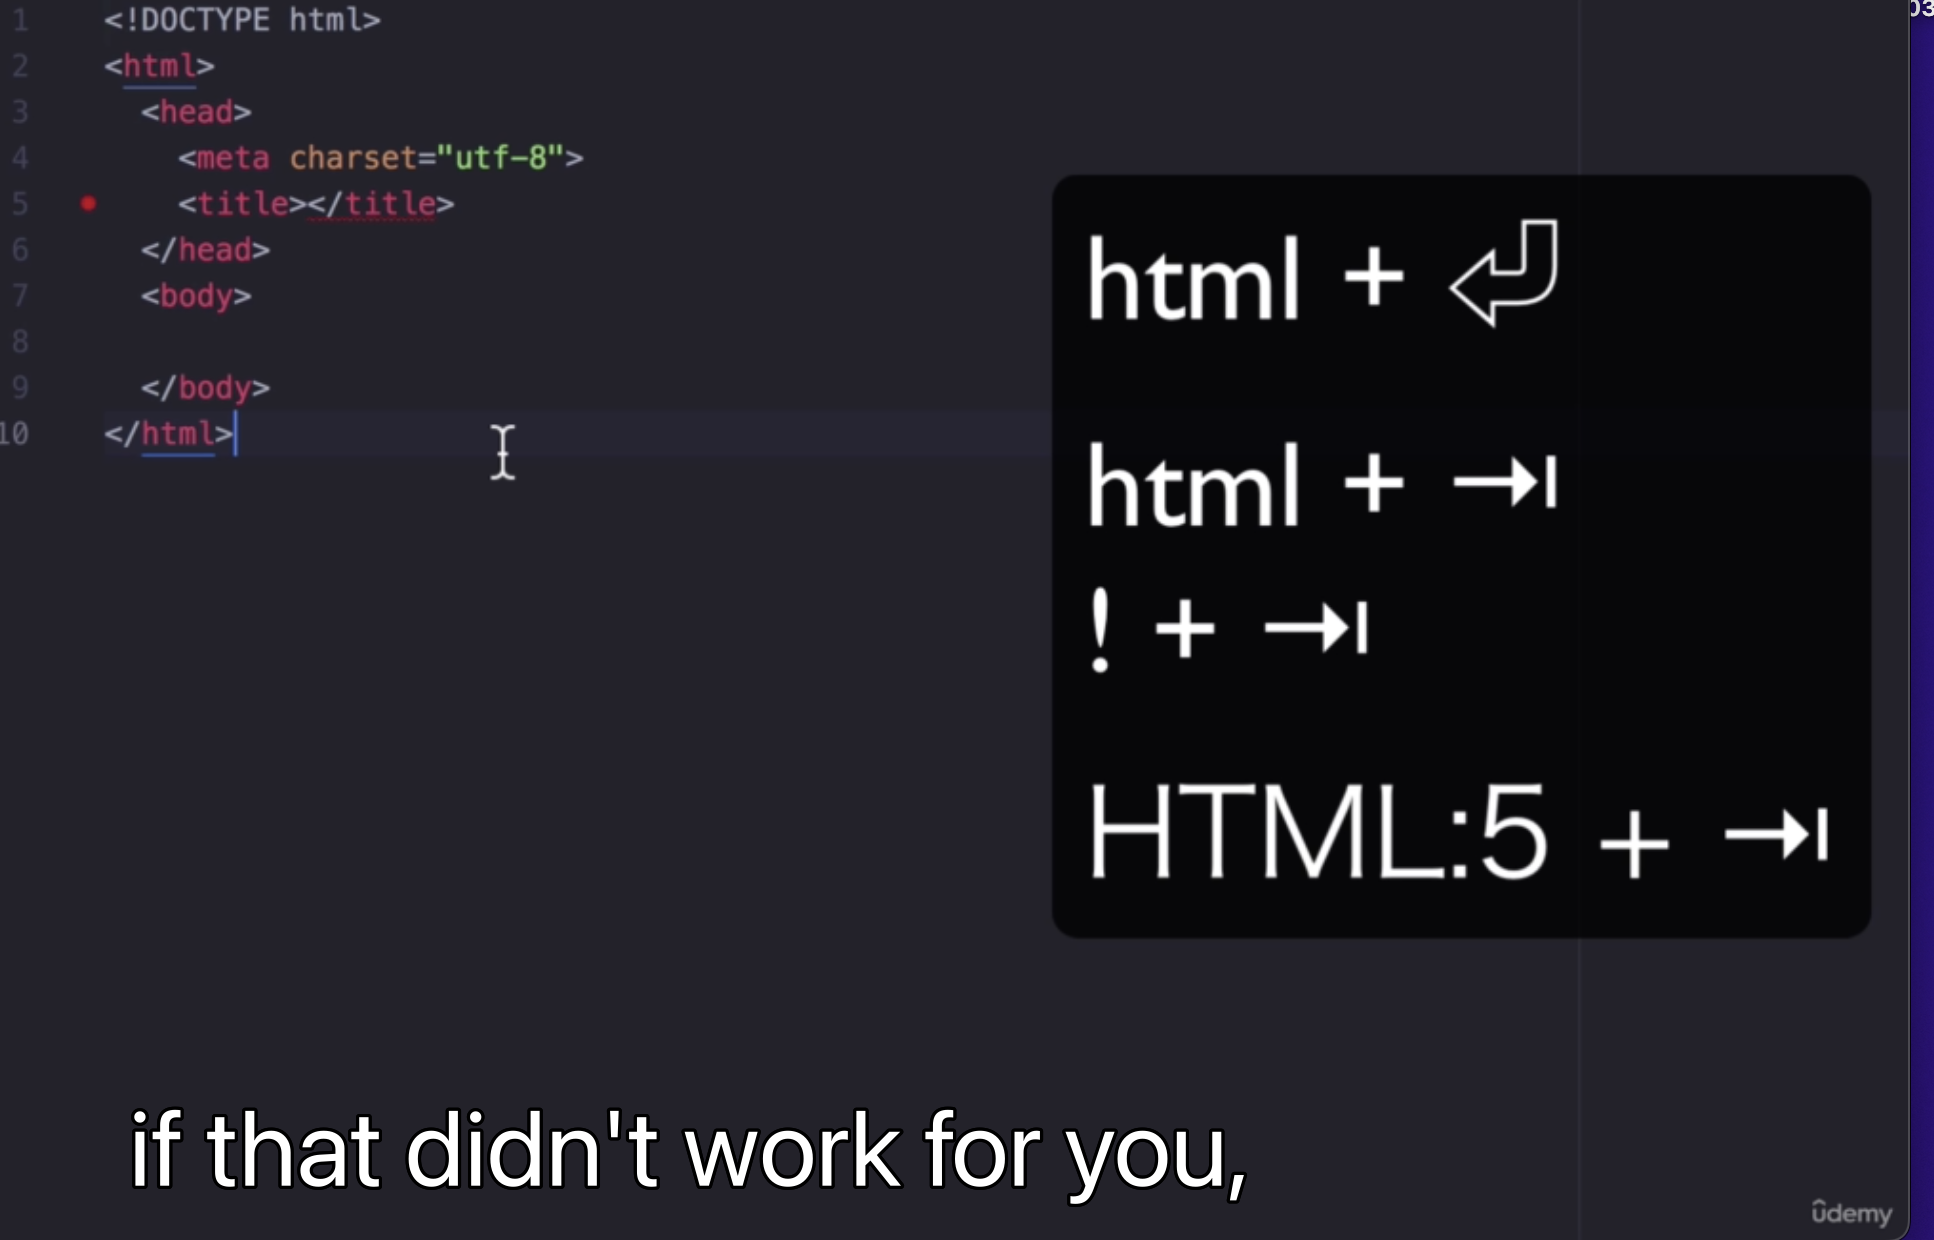 1 <!DOCTYPE html>
2 <html>
3 <head>
4 <meta charset="utf-8">
5 <title></title>
6 </head>
7 <body>
8
9 </body>
10 </html>
html + ⏎
html + ⇥
! + ⇥
HTML:5 + ⇥
if that didn't work for you,
ûdemy
03